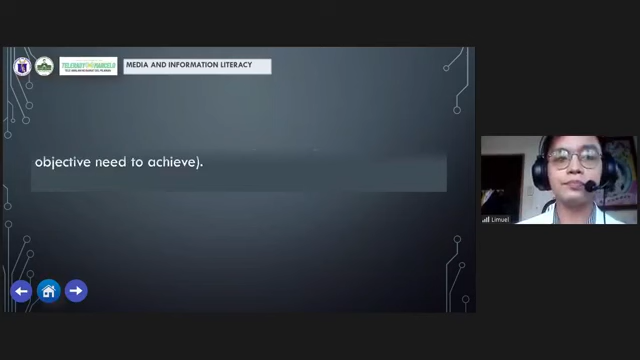 MEDIA AND INFORMATION LITERACY
objective need to achieve).
Limuel